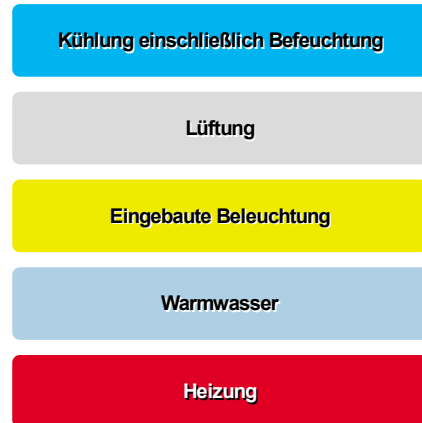 Kühlung einschließlich Befeuchtung
Lüftung
Eingebaute Beleuchtung
Warmwasser
Heizung